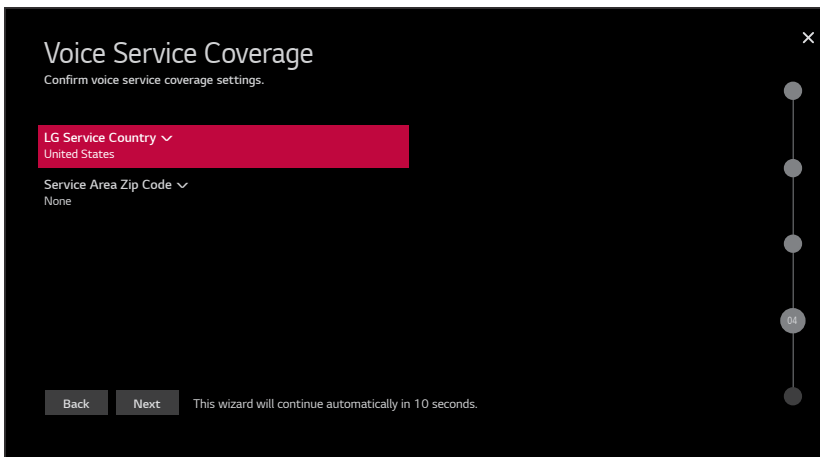 Voice Service Coverage
Confirm voice service coverage settings.
LG Service Country
United States
Service Area Zip Code
None
04
Back
Next
This wizard will continue automatically in 10 seconds.